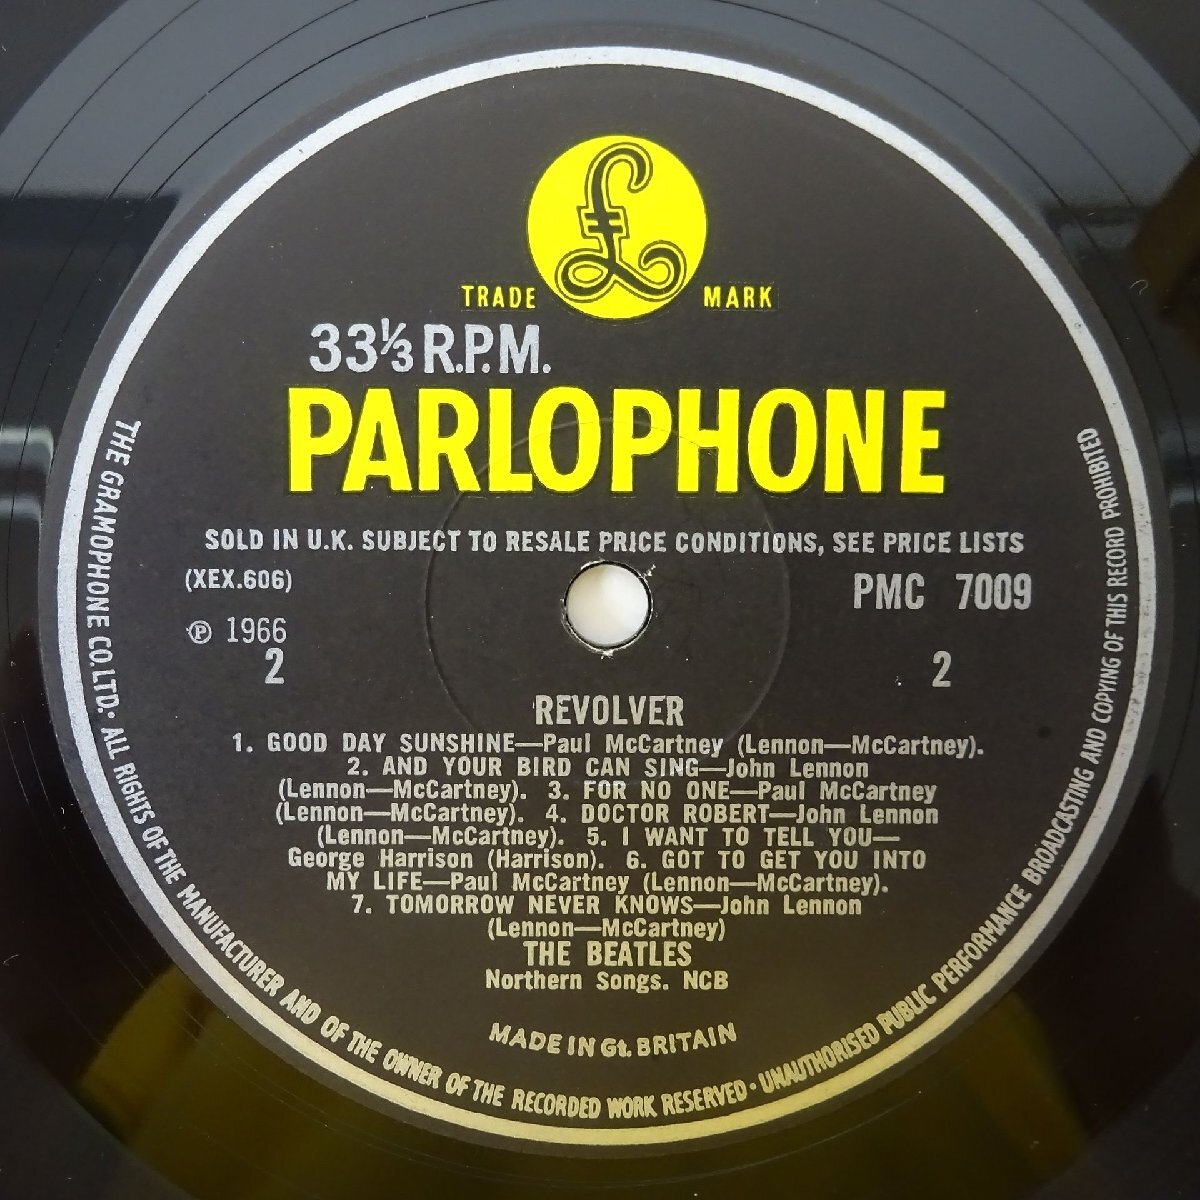 £
TRADE MARK
33⅓ R.P.M.
PARLOPHONE
SOLD IN U.K. SUBJECT TO RESALE PRICE CONDITIONS, SEE PRICE LISTS
(XEX.606) PMC 7009
℗ 1966
2 2
REVOLVER
1. GOOD DAY SUNSHINE—Paul McCartney (Lennon—McCartney).
2. AND YOUR BIRD CAN SING—John Lennon
(Lennon—McCartney). 3. FOR NO ONE—Paul McCartney
(Lennon—McCartney). 4. DOCTOR ROBERT—John Lennon
(Lennon—McCartney). 5. I WANT TO TELL YOU—
George Harrison (Harrison). 6. GOT TO GET YOU INTO
MY LIFE—Paul McCartney (Lennon—McCartney).
7. TOMORROW NEVER KNOWS—John Lennon
(Lennon—McCartney)
THE BEATLES
Northern Songs. NCB
MADE IN Gt. BRITAIN
THE GRAMOPHONE CO. LTD. · ALL RIGHTS OF THE MANUFACTURER AND OF THE OWNER OF THE RECORDED WORK RESERVED · UNAUTHORISED PUBLIC PERFORMANCE BROADCASTING AND COPYING OF THIS RECORD PROHIBITED